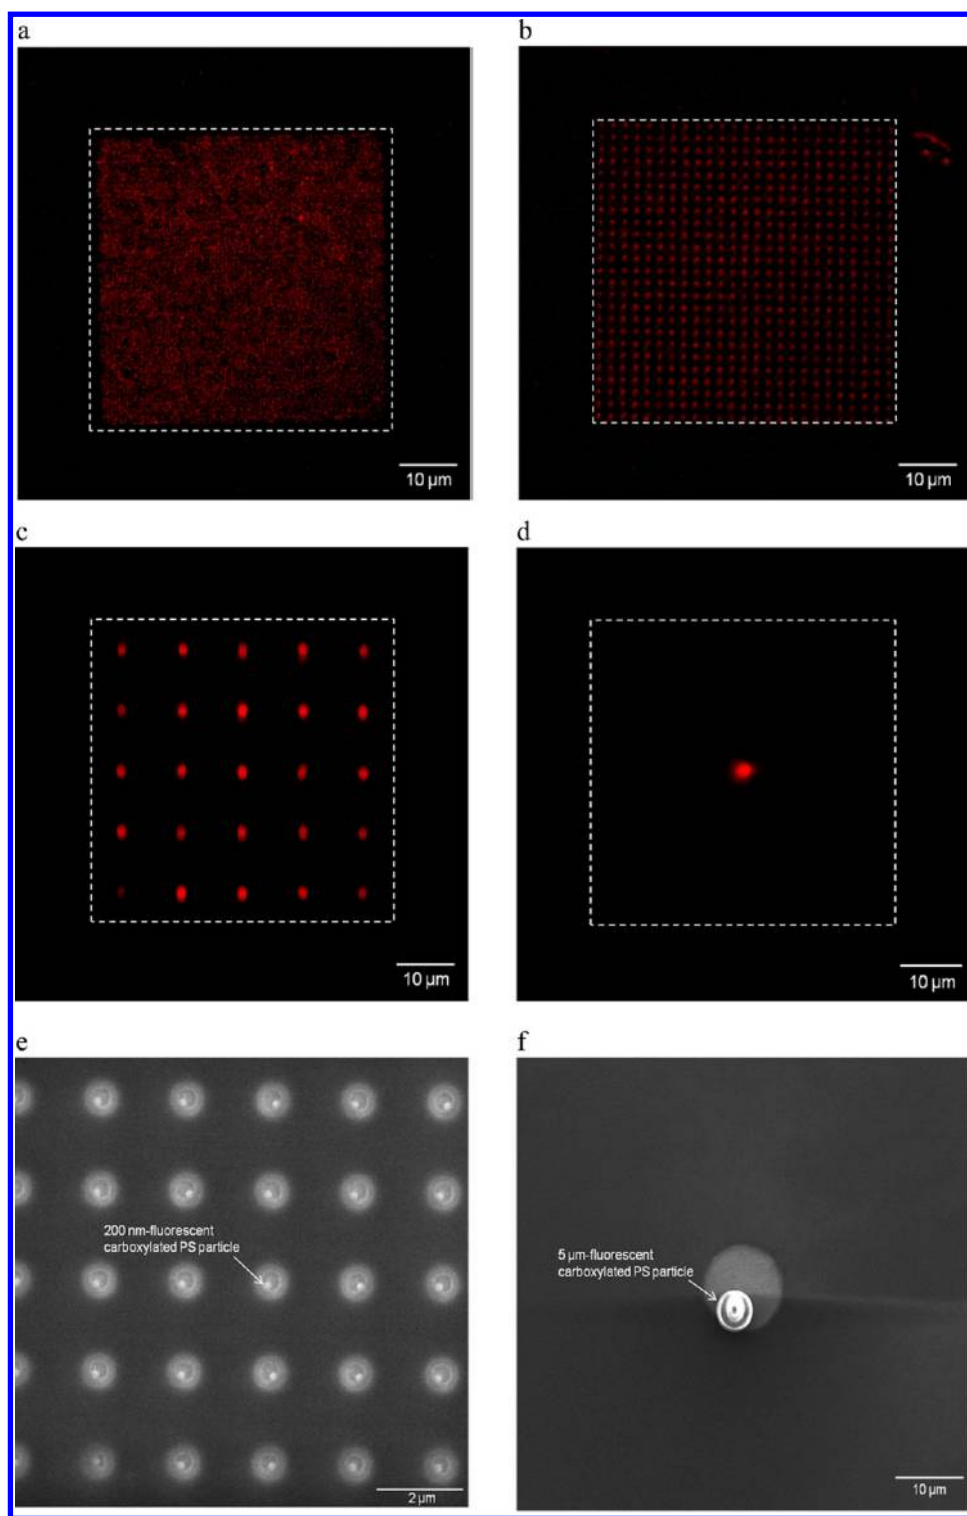 a
b
10 µm
10 µm
c
d
10 µm
10 µm
e
f
200 nm-fluorescent
carboxylated PS particle
5 µm-fluorescent
carboxylated PS particle
2 µm
10 µm